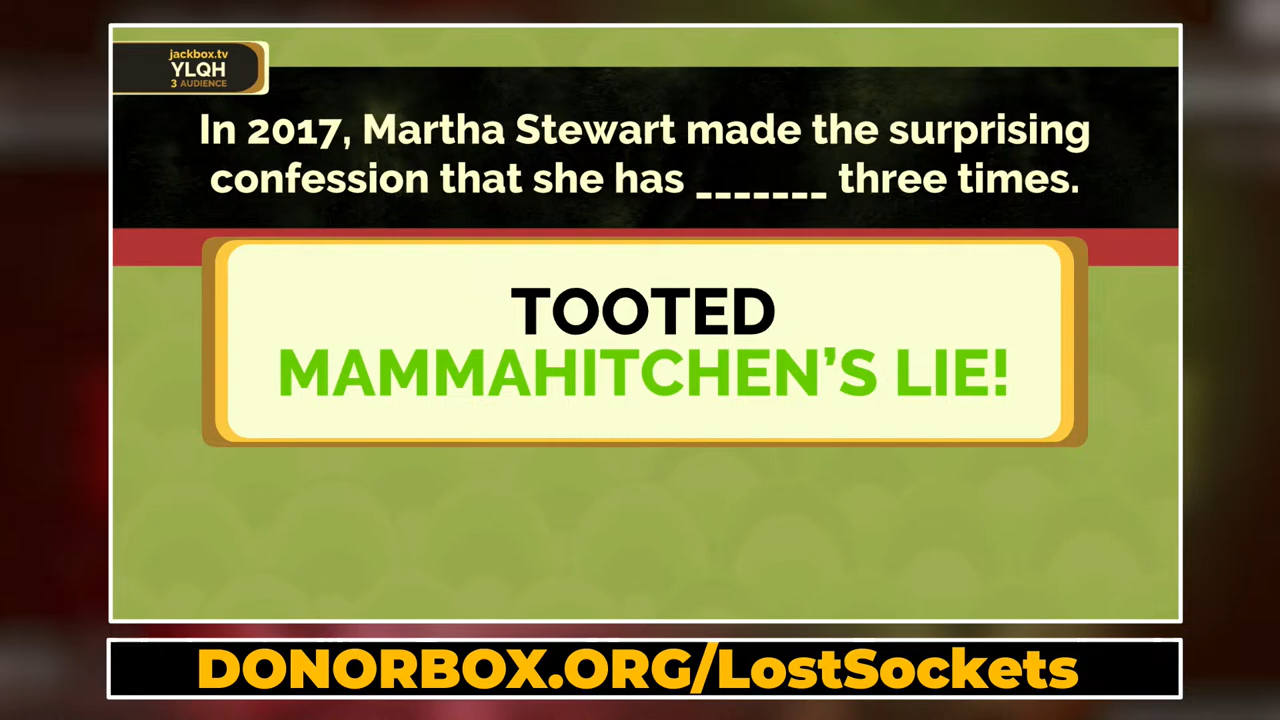 jackbox.tv
YLQH
3 AUDIENCE
In 2017, Martha Stewart made the surprising
confession that she has _______ three times.
TOOTED
MAMMAHITCHEN'S LIE!
DONORBOX.ORG/LostSockets